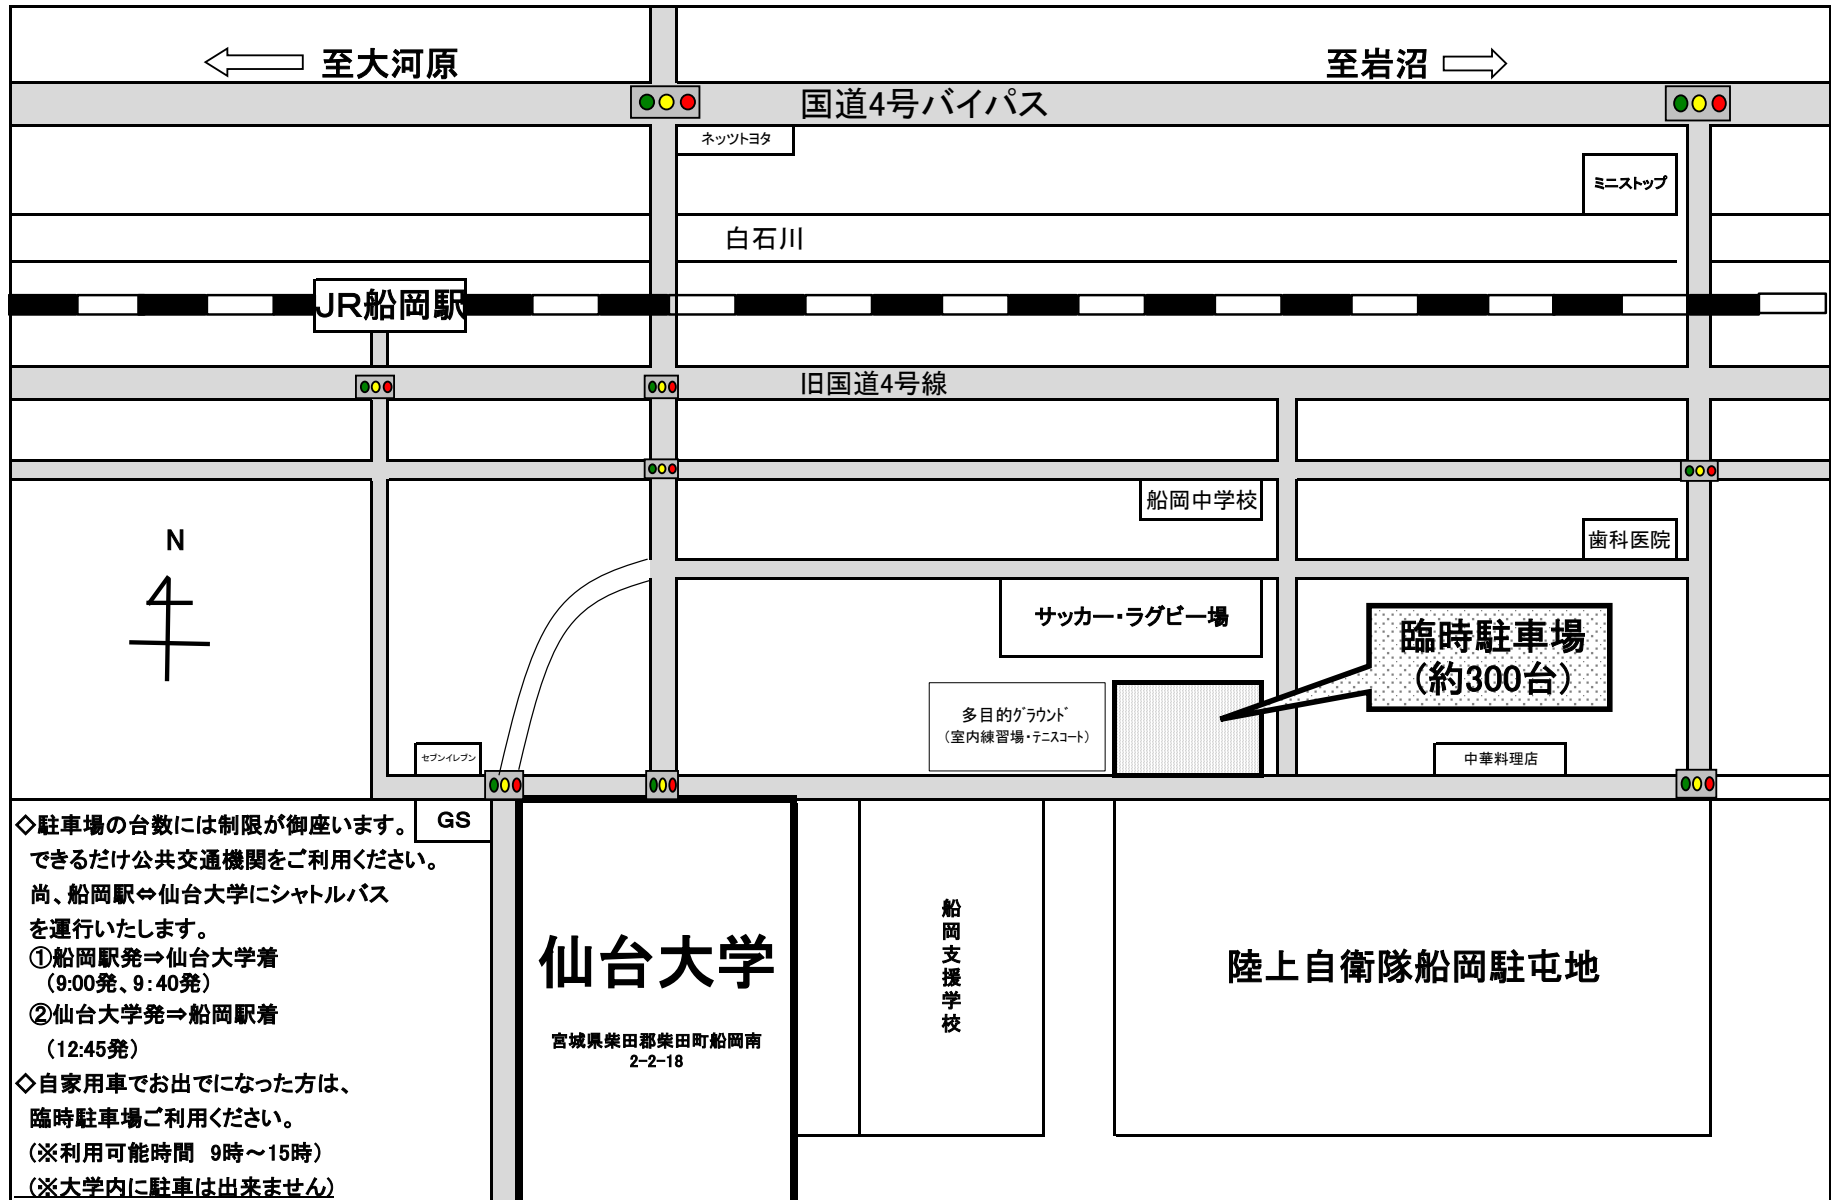 至大河原
至岩沼
国道4号バイパス
ネッツトヨタ
ミニストップ
白石川
JR船岡駅
旧国道4号線
船岡中学校
歯科医院
N
サッカー・ラグビー場
臨時駐車場
（約300台）
多目的ｸﾞﾗｳﾝﾄﾞ
（室内練習場・ﾃﾆｽｺｰﾄ）
セブンイレブン
中華料理店
GS
◇駐車場の台数には制限が御座います。
できるだけ公共交通機関をご利用ください。
尚、船岡駅⇔仙台大学にシャトルバス
を運行いたします。
①船岡駅発⇒仙台大学着
（9:00発、9:40発）
②仙台大学発⇒船岡駅着
（12:45発）
◇自家用車でお出でになった方は、
臨時駐車場ご利用ください。
（※利用可能時間　9時～15時）
（※大学内に駐車は出来ません）
仙台大学
宮城県柴田郡柴田町船岡南
2-2-18
船岡支援学校
陸上自衛隊船岡駐屯地